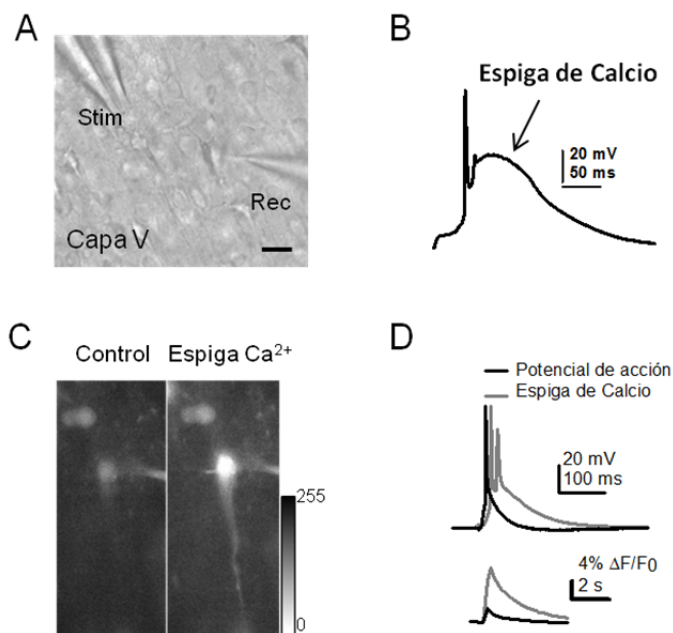 A
Stim
Rec
Capa V
B
Espiga de Calcio
20 mV
50 ms
C
Control
Espiga Ca²⁺
255
0
D
Potencial de acción
Espiga de Calcio
20 mV
100 ms
4% ΔF/F0
2 s